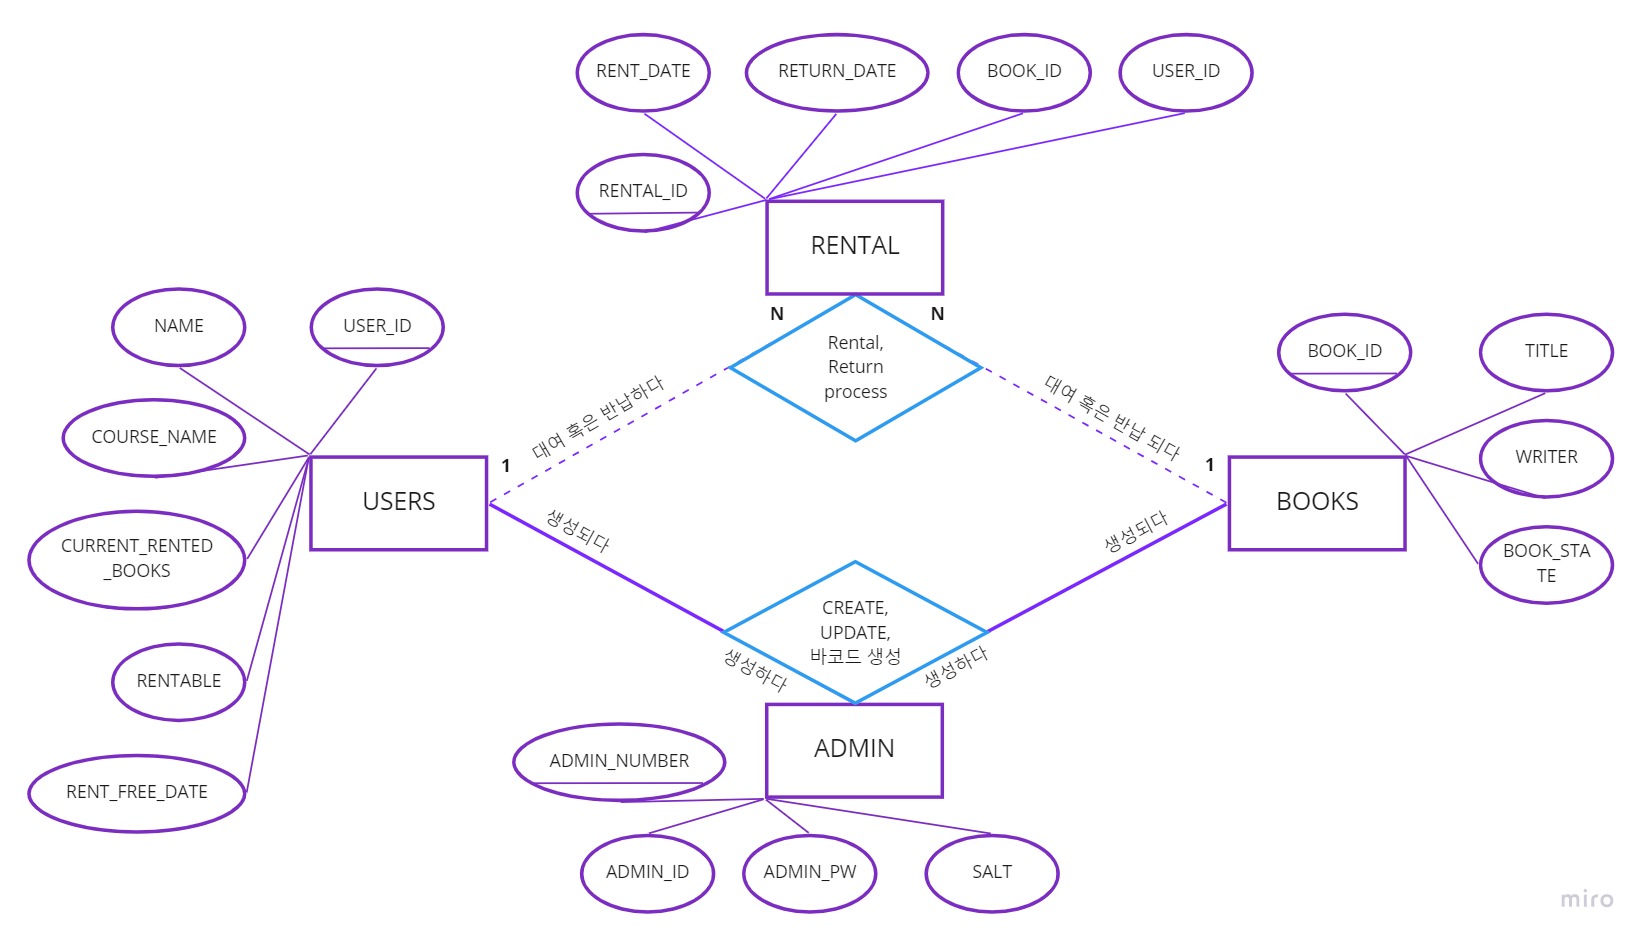 RENT_DATE
RETURN_DATE
BOOK_ID
USER_ID
RENTAL_ID
RENTAL
N
N
Rental,
Return
process
대여 혹은 반납하다
대여 혹은 반납 되다
NAME
USER_ID
COURSE_NAME
CURRENT_RENTED
_BOOKS
RENTABLE
RENT_FREE_DATE
USERS
1
1
BOOK_ID
TITLE
WRITER
BOOK_STA
TE
BOOKS
생성되다
생성되다
CREATE,
UPDATE,
바코드 생성
생성하다
생성하다
ADMIN
ADMIN_NUMBER
ADMIN_ID
ADMIN_PW
SALT
miro